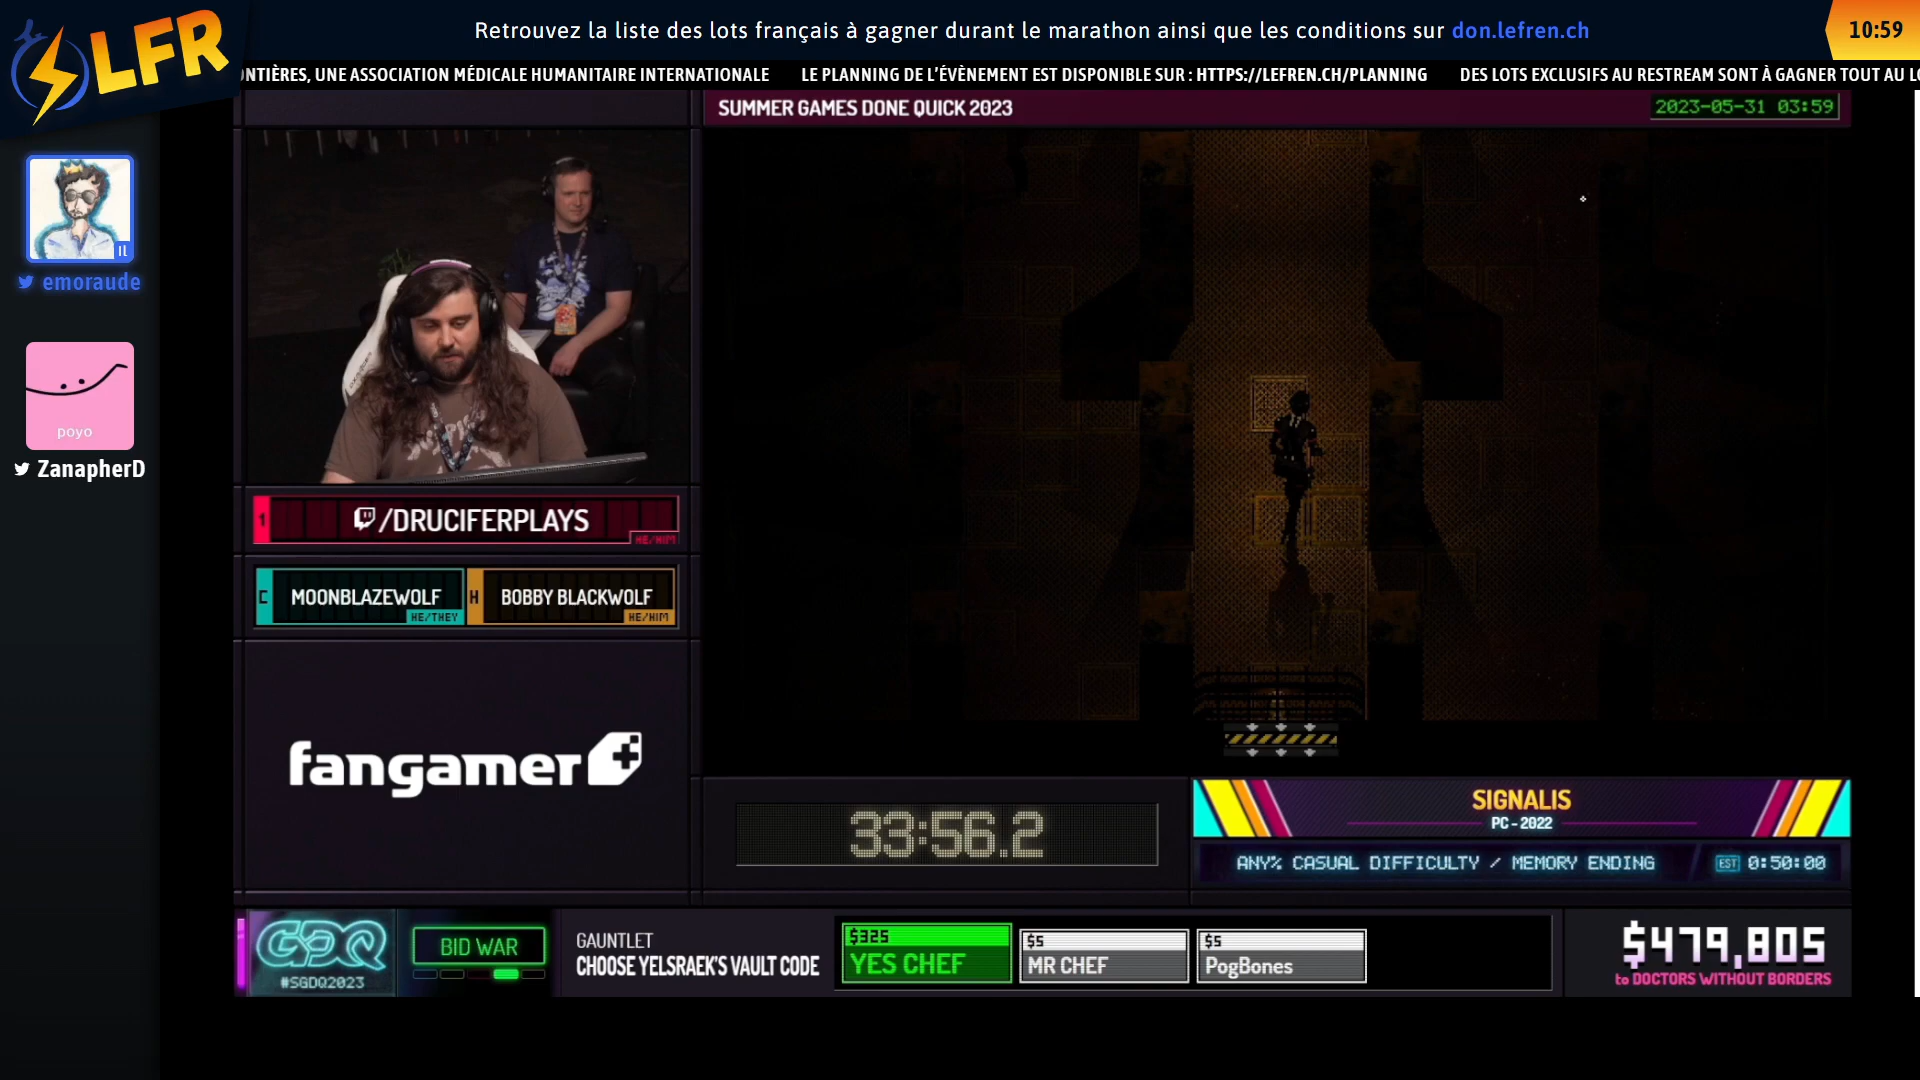 LFR
Retrouvez la liste des lots français à gagner durant le marathon ainsi que les conditions sur don.lefren.ch
10:59
ONTIÈRES, UNE ASSOCIATION MÉDICALE HUMANITAIRE INTERNATIONALE LE PLANNING DE L'ÉVÈNEMENT EST DISPONIBLE SUR : HTTPS://LEFREN.CH/PLANNING DES LOTS EXCLUSIFS AU RESTREAM SONT À GAGNER TOUT AU
SUMMER GAMES DONE QUICK 2023
2023-05-31 03:59
emoraude
poyo
ZanapherD
1 /DRUCIFERPLAYS
HE/HIM
C MOONBLAZEWOLF
HE/THEY
H BOBBY BLACKWOLF
HE/HIM
fangamer
33:56.2
SIGNALIS
PC - 2022
ANY% CASUAL DIFFICULTY / MEMORY ENDING
EST 0:50:00
GDQ
#SGDQ2023
BID WAR
GAUNTLET
CHOOSE YELSRAEK'S VAULT CODE
$325
YES CHEF
$5
MR CHEF
$5
PogBones
$479,805
to DOCTORS WITHOUT BORDERS